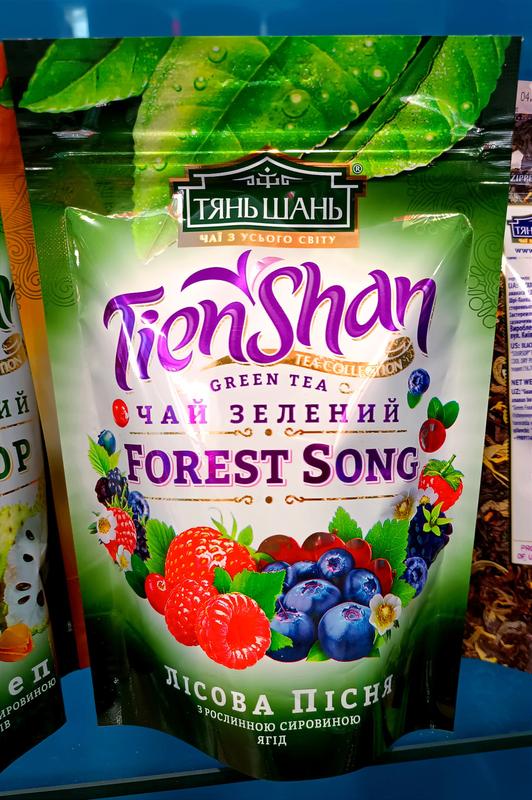 ТЯНЬ ШАНЬ®
ЧАЇ З УСЬОГО СВІТУ
TienShan
TEA COLLECTION
GREEN TEA
ЧАЙ ЗЕЛЕНИЙ
FOREST SONG
ЛІСОВА ПІСНЯ
З РОСЛИННОЮ СИРОВИНОЮ
ЯГІД